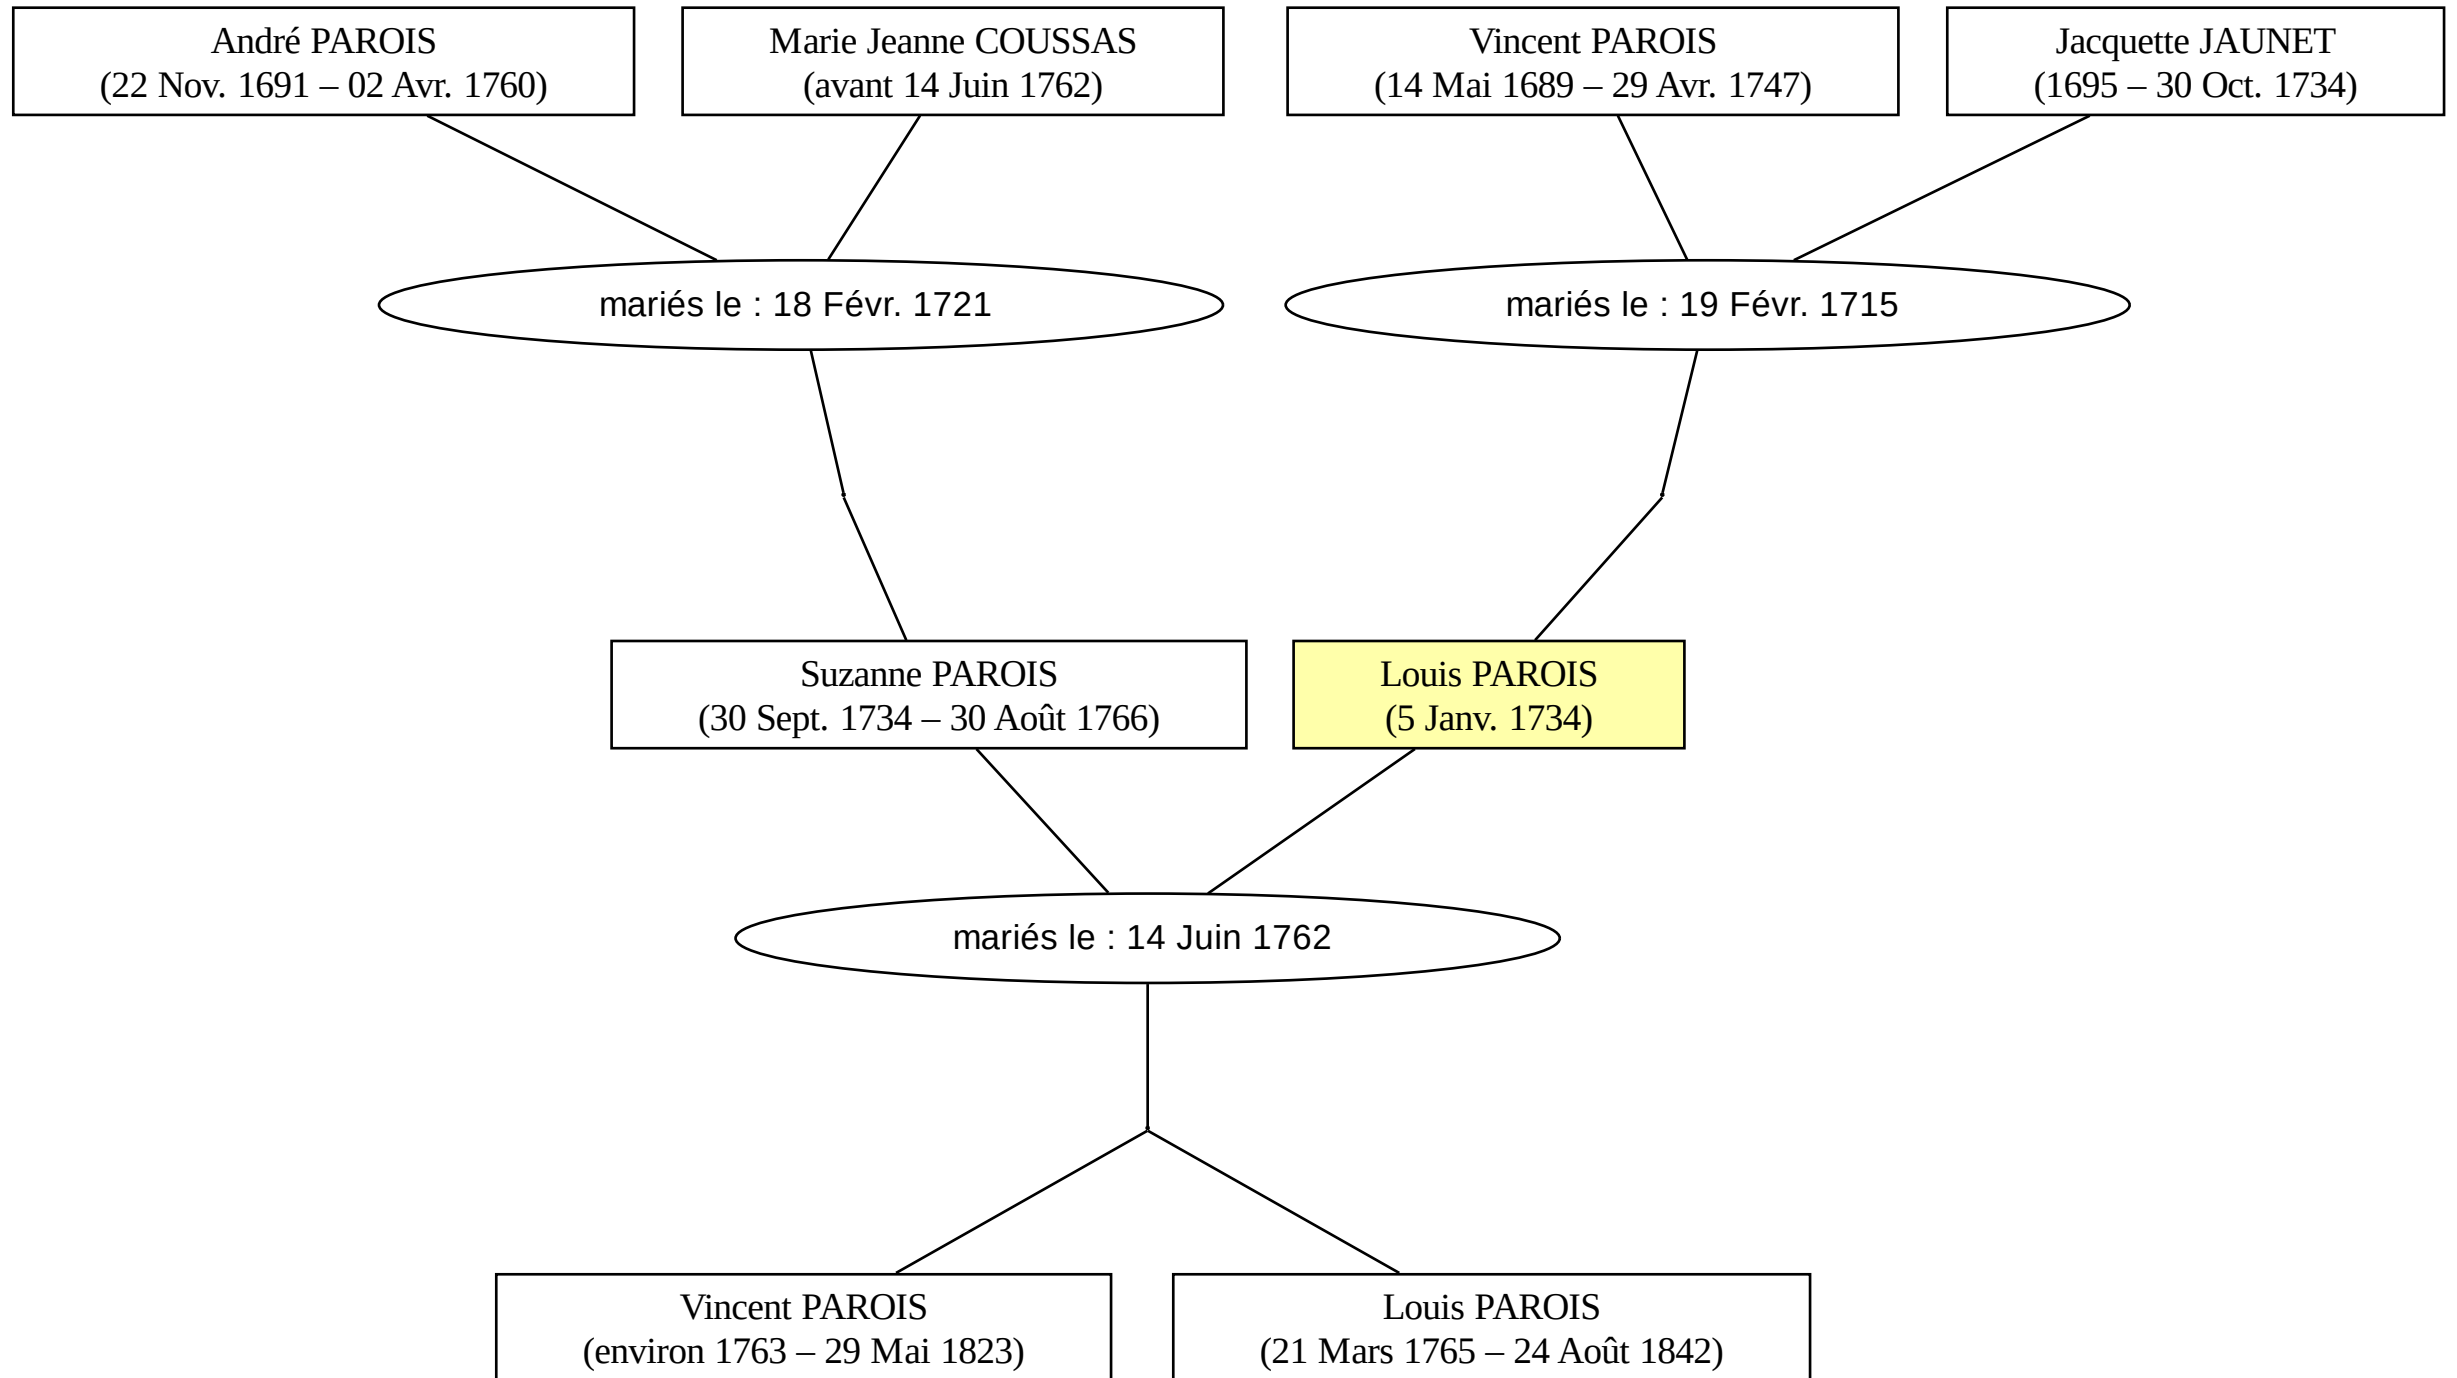 André PAROIS
(22 Nov. 1691 – 02 Avr. 1760)
Marie Jeanne COUSSAS
(avant 14 Juin 1762)
Vincent PAROIS
(14 Mai 1689 – 29 Avr. 1747)
Jacquette JAUNET
(1695 – 30 Oct. 1734)
mariés le : 18 Févr. 1721
mariés le : 19 Févr. 1715
Suzanne PAROIS
(30 Sept. 1734 – 30 Août 1766)
Louis PAROIS
(5 Janv. 1734)
mariés le : 14 Juin 1762
Vincent PAROIS
(environ 1763 – 29 Mai 1823)
Louis PAROIS
(21 Mars 1765 – 24 Août 1842)